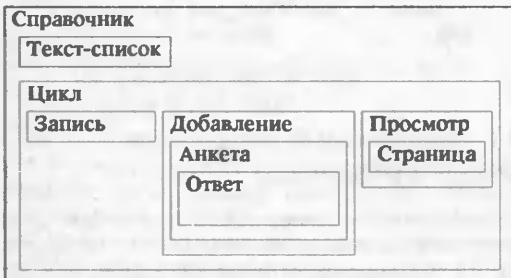 Справочник
Текст-список
Цикл
Запись Добавление Просмотр
Анкета Страница
Ответ